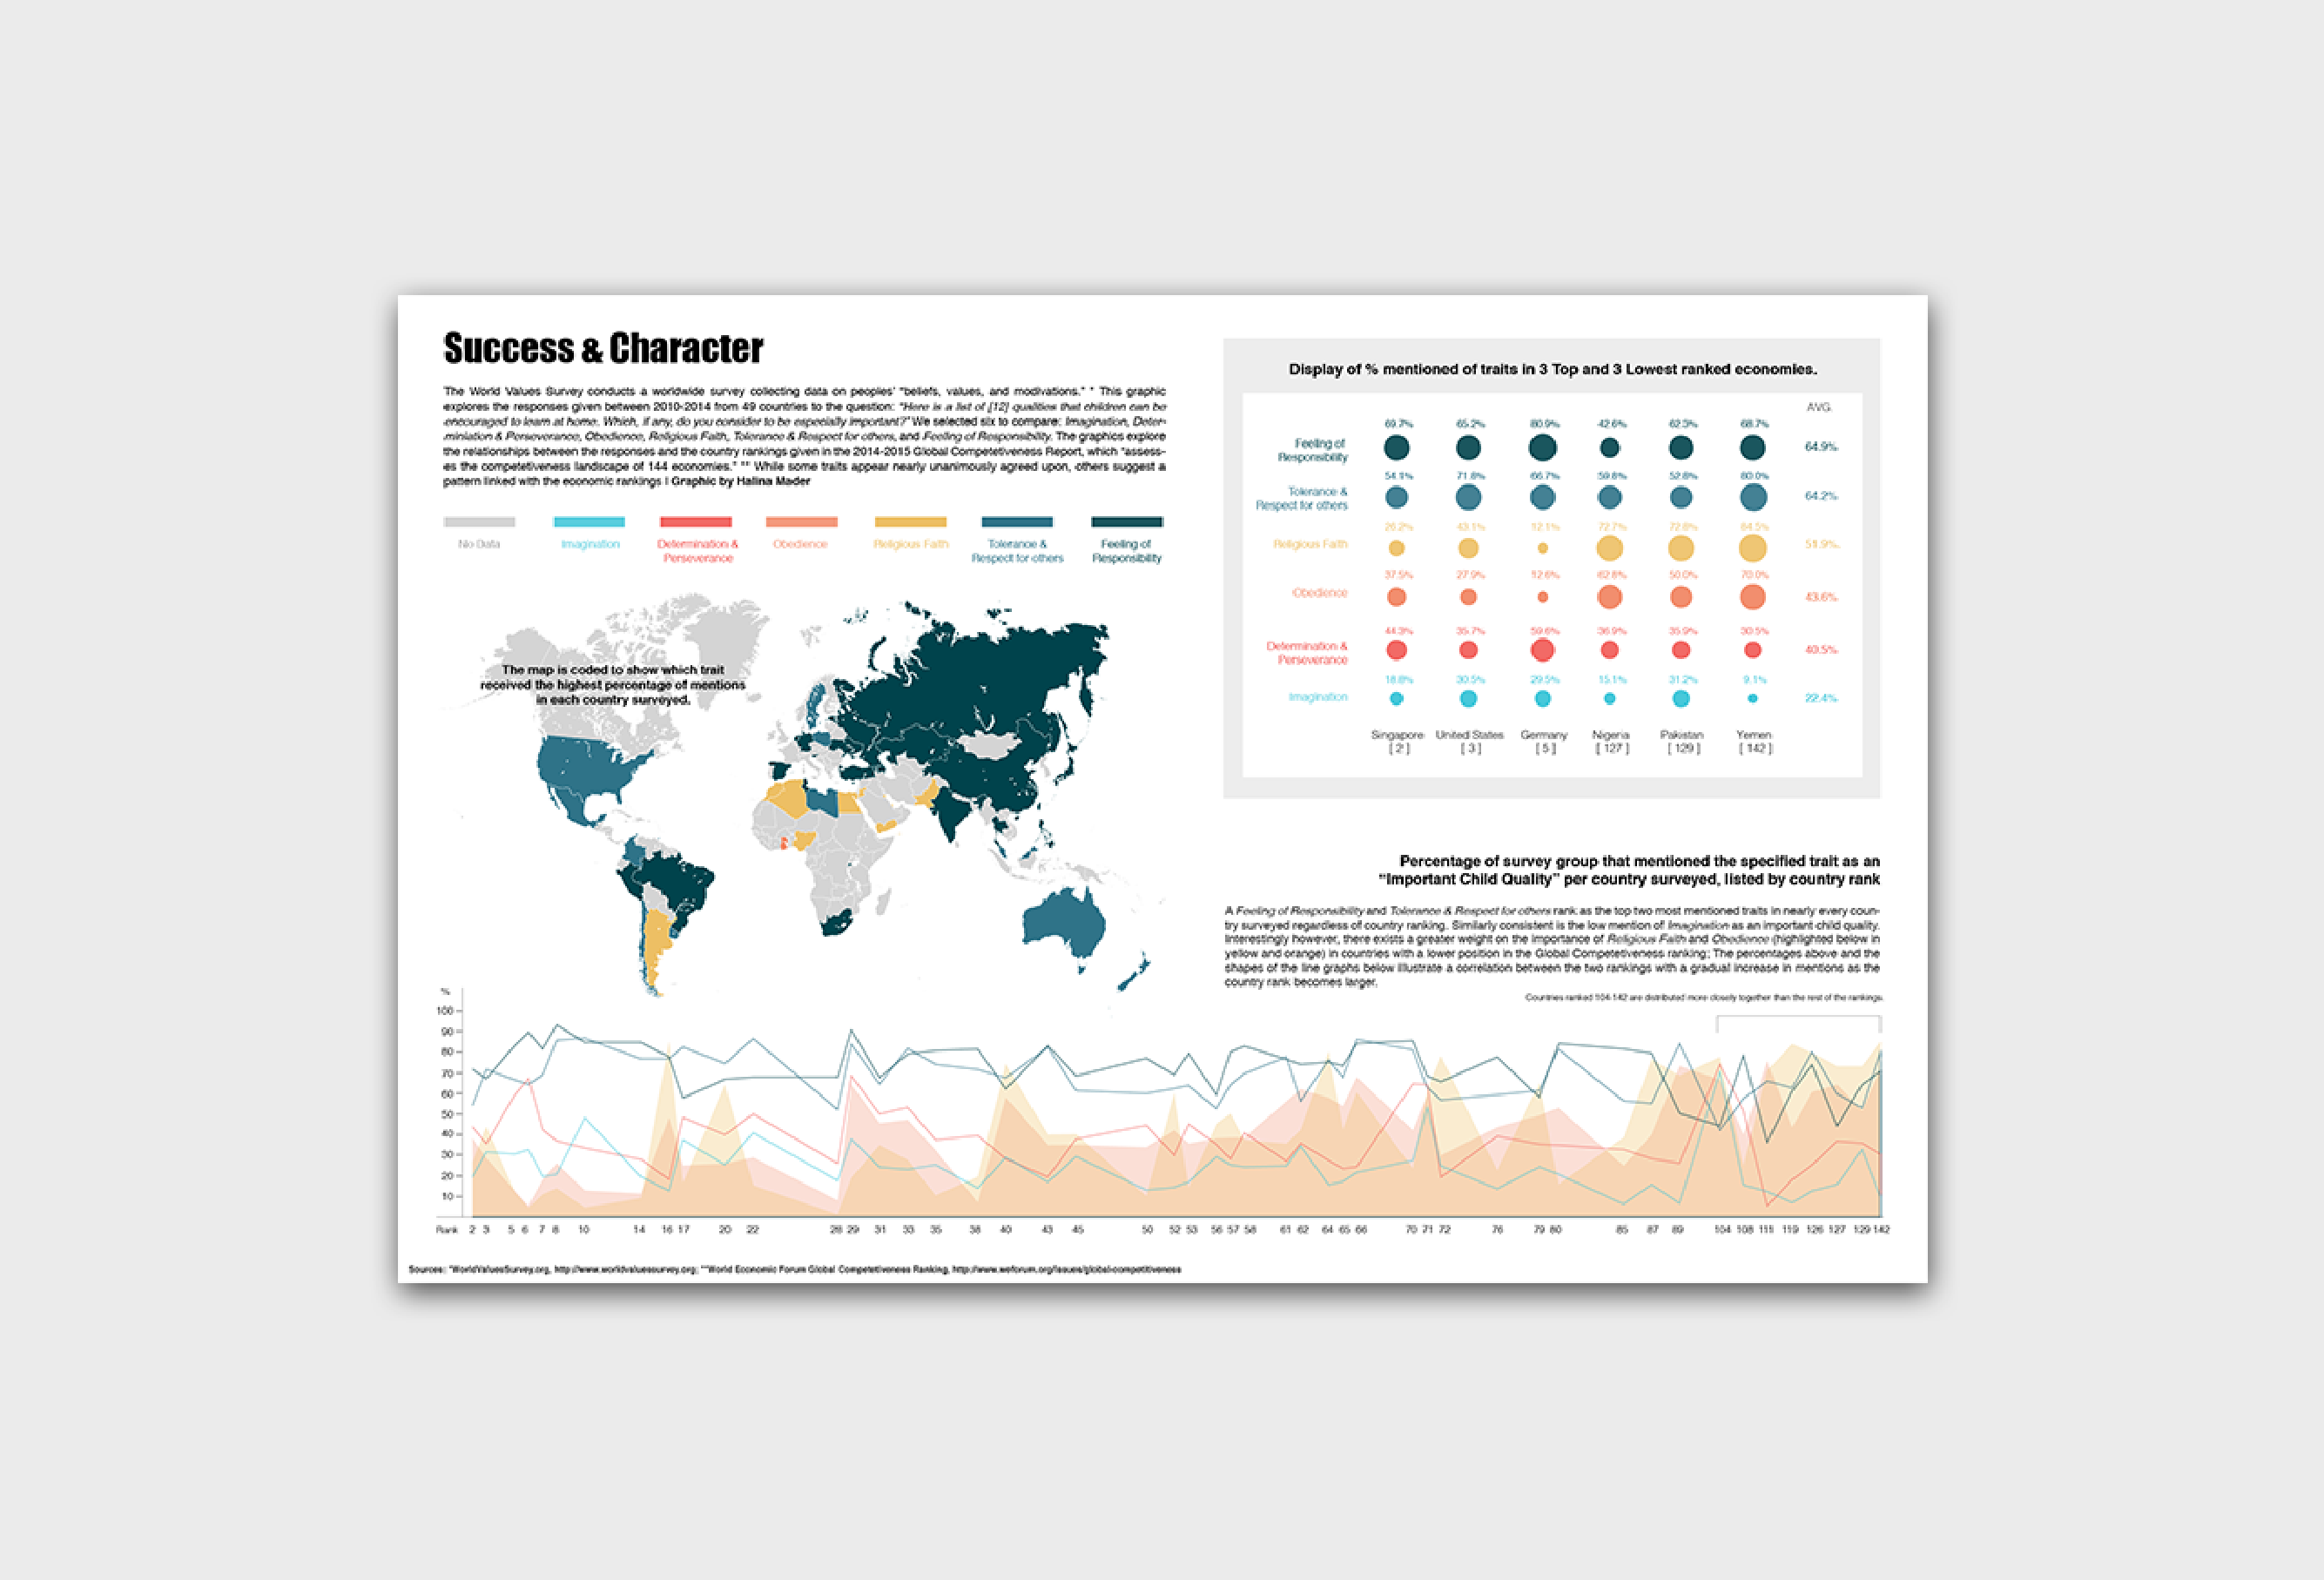 Success & Character
The World Values Survey conducts a worldwide survey collecting data on peoples' "beliefs, values, and modivations." * This graphic
explores the responses given between 2010-2014 from 49 countries to the question: "Here is a list of [12] qualities that children can be
encouraged to learn at home. Which, if any, do you consider to be especially important?" We selected six to compare: Imagination, Deter-
miniation & Perseverance, Obedience, Religious Faith, Tolerance & Respect for others, and Feeling of Responsibility. The graphics explore
the relationships between the responses and the country rankings given in the 2014-2015 Global Competetiveness Report, which "assess-
es the competetiveness landscape of 144 economies." ** While some traits appear nearly unanimously agreed upon, others suggest a
pattern linked with the economic rankings | Graphic by Halina Mader
No Data
Imagination
Determination &
Perseverance
Obedience
Religious Faith
Tolerance &
Respect for others
Feeling of
Responsibility
The map is coded to show which trait
received the highest percentage of mentions
in each country surveyed.
Display of % mentioned of traits in 3 Top and 3 Lowest ranked economies.
AVG.
69.7% 65.2% 80.9% 42.6% 62.3% 68.7%
Feeling of
Responsibility
64.9%
54.1% 71.8% 66.7% 59.8% 52.8% 80.0%
Tolerance &
Respect for others
64.2%
26.2% 43.1% 12.1% 72.7% 72.8% 84.5%
Religious Faith
51.9%
37.5% 27.9% 12.6% 62.8% 50.0% 70.0%
Obedience
43.6%
44.3% 35.7% 59.6% 36.9% 35.9% 30.5%
Determination &
Perseverance
40.5%
18.8% 30.5% 29.5% 15.1% 31.2% 9.1%
Imagination
22.4%
Singapore United States Germany Nigeria Pakistan Yemen
[ 2 ] [ 3 ] [ 5 ] [ 127 ] [ 129 ] [ 142 ]
Percentage of survey group that mentioned the specified trait as an
"Important Child Quality" per country surveyed, listed by country rank
A Feeling of Responsibility and Tolerance & Respect for others rank as the top two most mentioned traits in nearly every coun-
try surveyed regardless of country ranking. Similarly consistent is the low mention of Imagination as an important child quality.
Interestingly however, there exists a greater weight on the importance of Religious Faith and Obedience (highlighted below in
yellow and orange) in countries with a lower position in the Global Competetiveness ranking; The percentages above and the
shapes of the line graphs below illustrate a correlation between the two rankings with a gradual increase in mentions as the
country rank becomes larger.
Countries ranked 104-142 are distributed more closely together than the rest of the rankings.
%
100
90
80
70
60
50
40
30
20
10
Rank 2 3 5 6 7 8 10 14 16 17 20 22 28 29 31 33 35 38 40 43 45 50 52 53 56 57 58 61 62 64 65 66 70 71 72 76 79 80 85 87 89 104 108 111 119 126 127 129 142
Sources: *WorldValuesSurvey.org, http://www.worldvaluessurvey.org; **World Economic Forum Global Competetiveness Ranking, http://www.weforum.org/issues/global-competitiveness